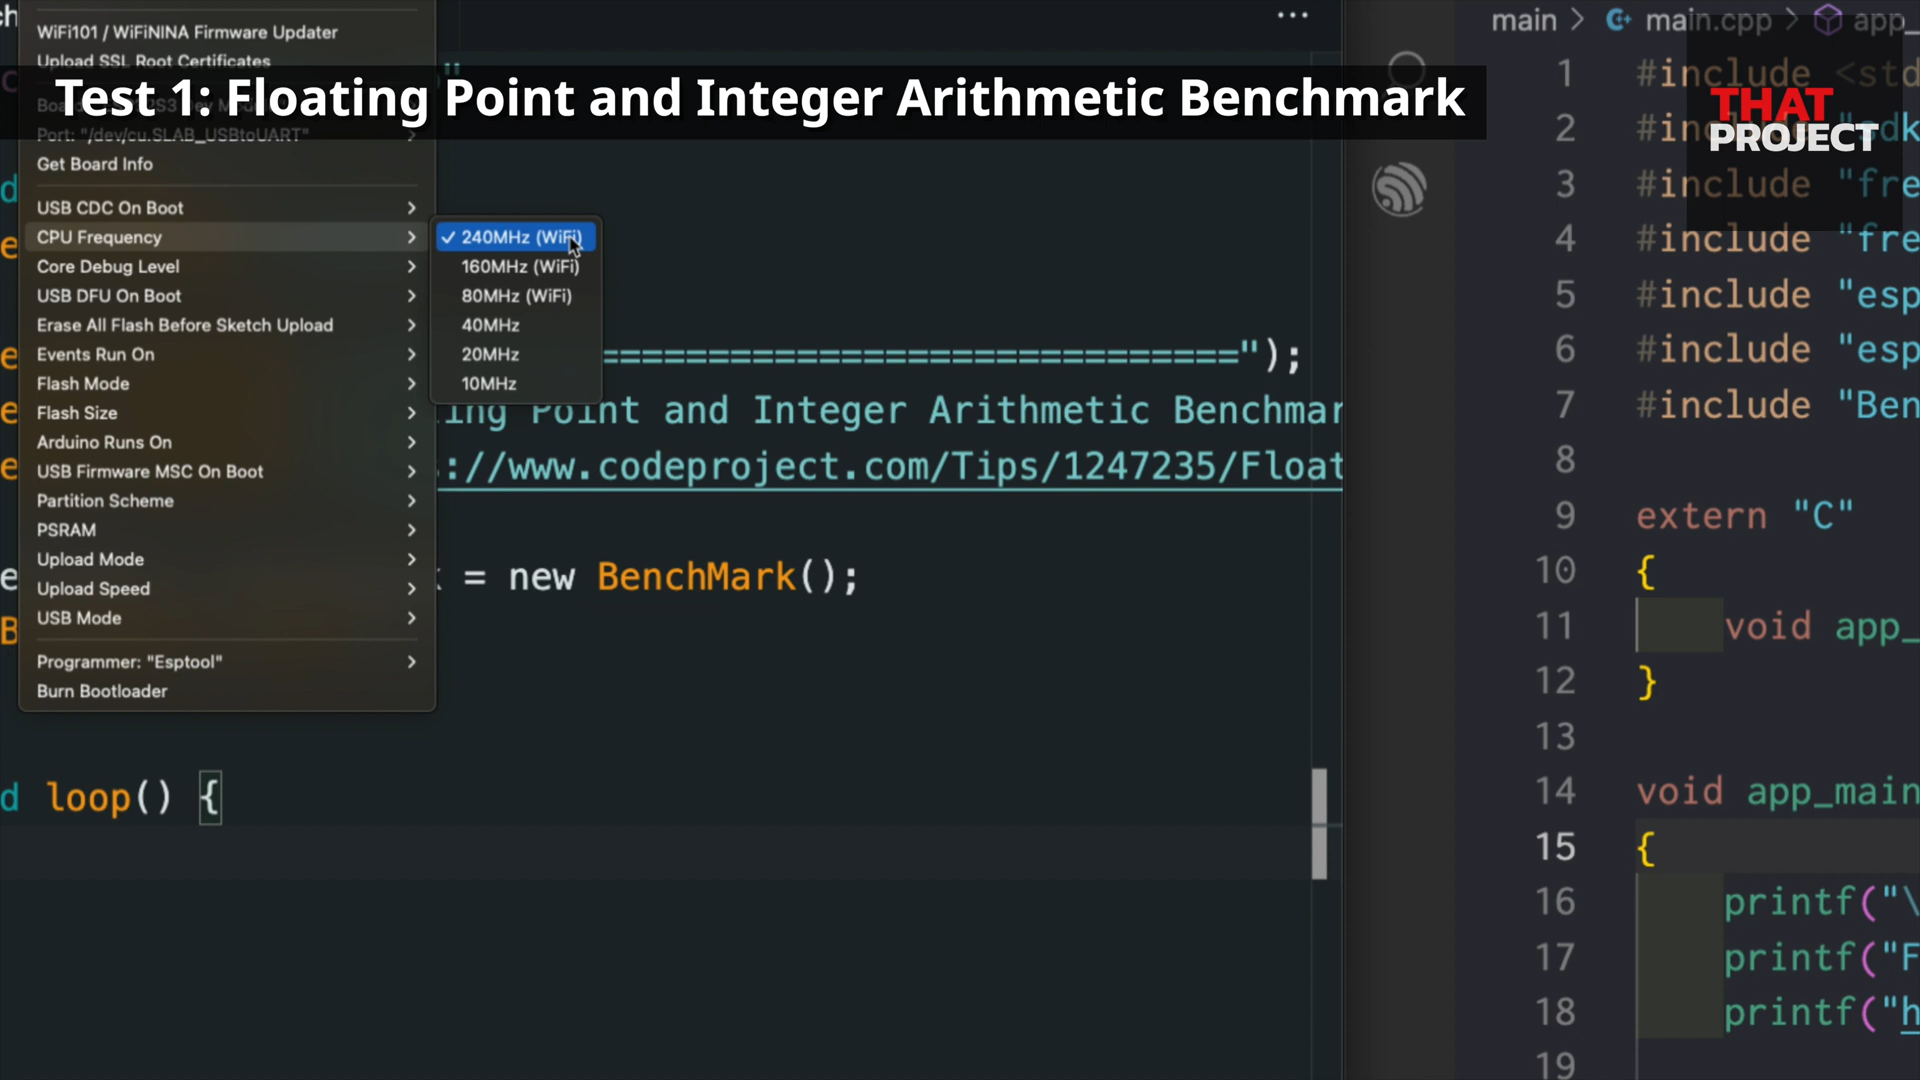 WiFi101 / WiFiNINA Firmware Updater
Upload SSL Root Certificates
Test 1: Floating Point and Integer Arithmetic Benchmark
Port: "/dev/cu.SLAB_USBtoUART"
Get Board Info
USB CDC On Boot
CPU Frequency
Core Debug Level
USB DFU On Boot
Erase All Flash Before Sketch Upload
Events Run On
Flash Mode
Flash Size
Arduino Runs On
USB Firmware MSC On Boot
Partition Scheme
PSRAM
Upload Mode
Upload Speed
USB Mode
Programmer: "Esptool"
Burn Bootloader
✓ 240MHz (WiFi)
160MHz (WiFi)
80MHz (WiFi)
40MHz
20MHz
10MHz
=============================");
ing Point and Integer Arithmetic Benchmar
://www.codeproject.com/Tips/1247235/Float
= new BenchMark();
d loop() {
...
main > main.cpp > app_
THAT
PROJECT
1 #include <std
2 #inc "sdk
3 #include "fre
4 #include "fre
5 #include "esp
6 #include "esp
7 #include "Ben
8
9 extern "C"
10 {
11 void app_
12 }
13
14 void app_main
15 {
16 printf("\
17 printf("F
18 printf("h
19